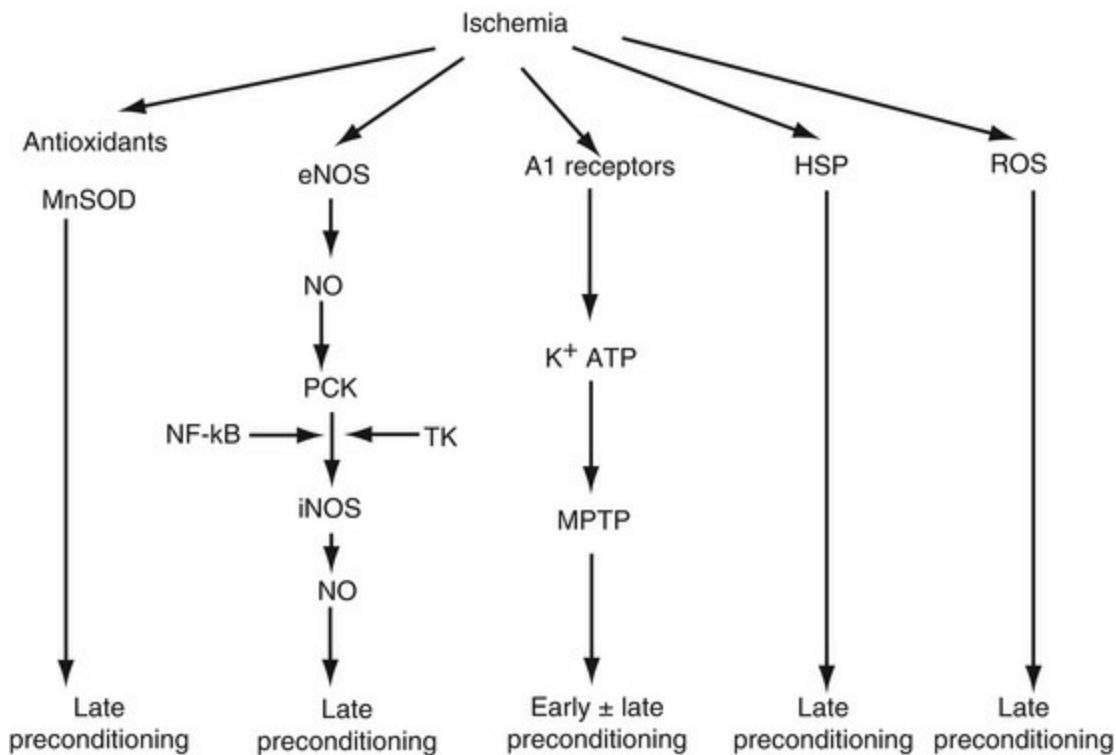 Ischemia
Antioxidants
MnSOD
eNOS
A1 receptors
HSP
ROS
NO
K+ ATP
PCK
NF-kB
TK
iNOS
MPTP
NO
Late
preconditioning
Late
preconditioning
Early ± late
preconditioning
Late
preconditioning
Late
preconditioning